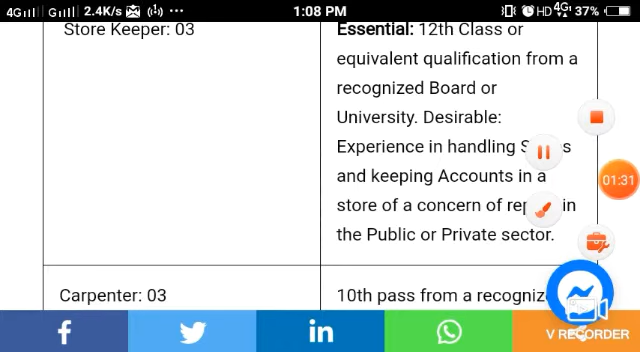 4G 4G 2.4K/s 1:08 PM HD 4G 37%
Store Keeper: 03
Essential: 12th Class or
equivalent qualification from a
recognized Board or
University. Desirable:
Experience in handling
and keeping Accounts in a
store of a concern of in
the Public or Private sector.
01:31
Carpenter: 03
10th pass from a
f in V RECORDER